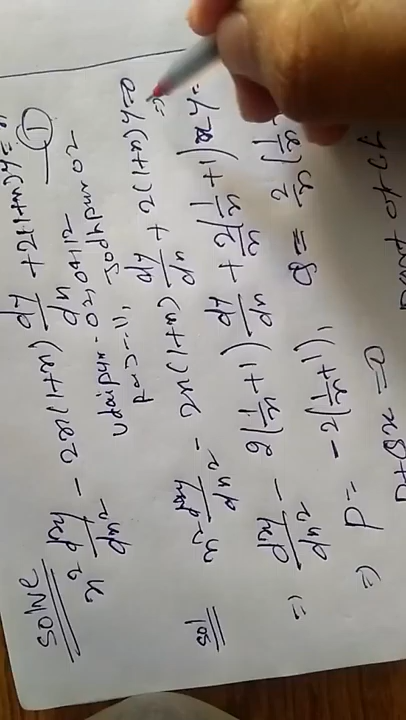 Solve
x² d²y/dx² - 2x(1+x) dy/dx + 2(1+x)y = 0 ①
Udaipur - 02, 04, 12
Raj - 11, Jodhpur 02
Sol x² d²y/dx² - 2x(1+x) dy/dx + 2(1+x)y = 0
⇒ d²y/dx² - 2(1/x + 1) dy/dx + 2/x (1/x + 1) y =
⇒ P = -2(1/x + 1), Q = 2/x (1/x
P + Qx = 0